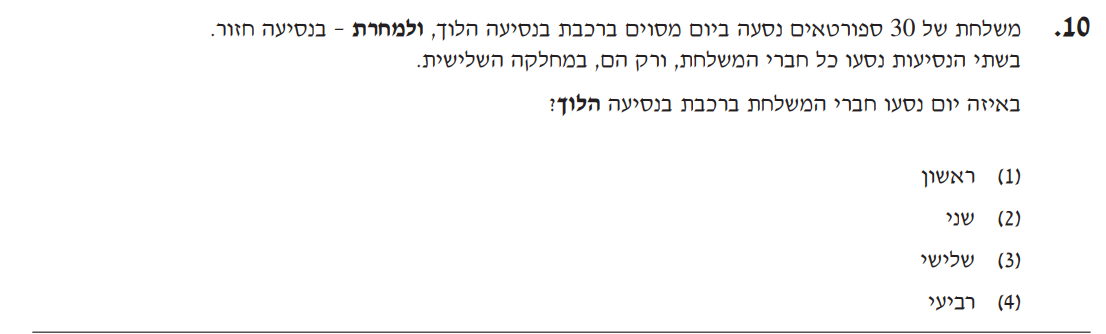 10. משלחת של 30 ספורטאים נסעה ביום מסוים ברכבת בנסיעה הלוך, ולמחרת - בנסיעה חזור.
בשתי הנסיעות נסעו כל חברי המשלחת, ורק הם, במחלקה השלישית.
באיזה יום נסעו חברי המשלחת ברכבת בנסיעה הלוך?
(1) ראשון
(2) שני
(3) שלישי
(4) רביעי